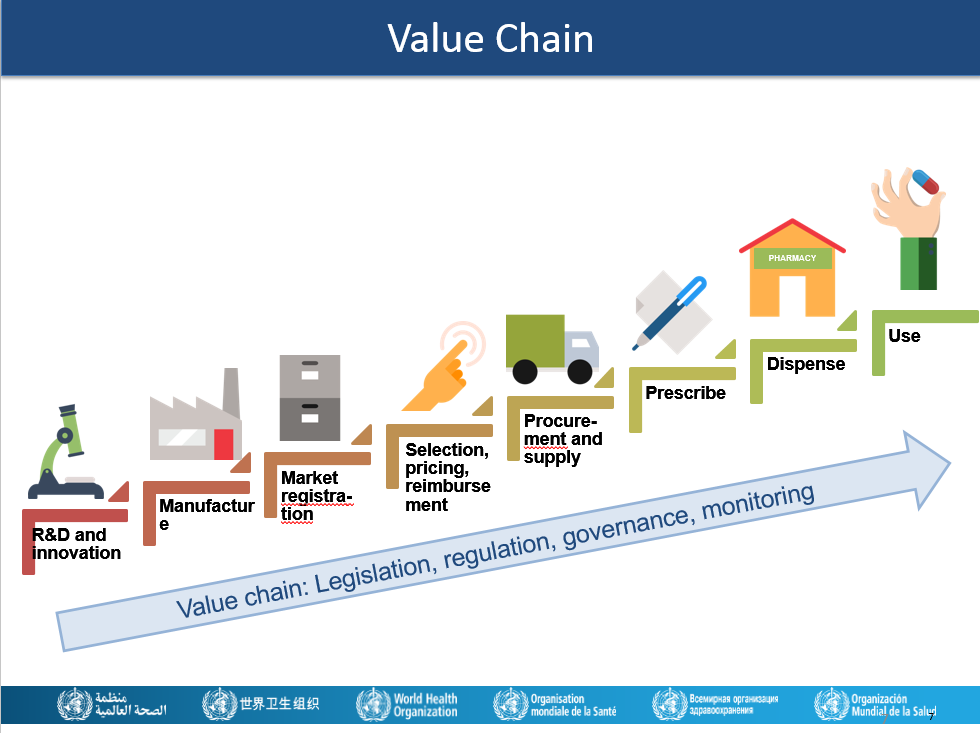 Value Chain
PHARMACY
Use
Dispense
Prescribe
Procure-
ment and
supply
Selection,
pricing,
reimburse
ment
Market
registra-
tion
Manufactur
e
R&D and
innovation
Value chain: Legislation, regulation, governance, monitoring
منظمة
الصحة العالمية
世界卫生组织
World Health
Organization
Organisation
mondiale de la Santé
Всемирная организация
здравоохранения
Organización
Mundial de la Salud
7